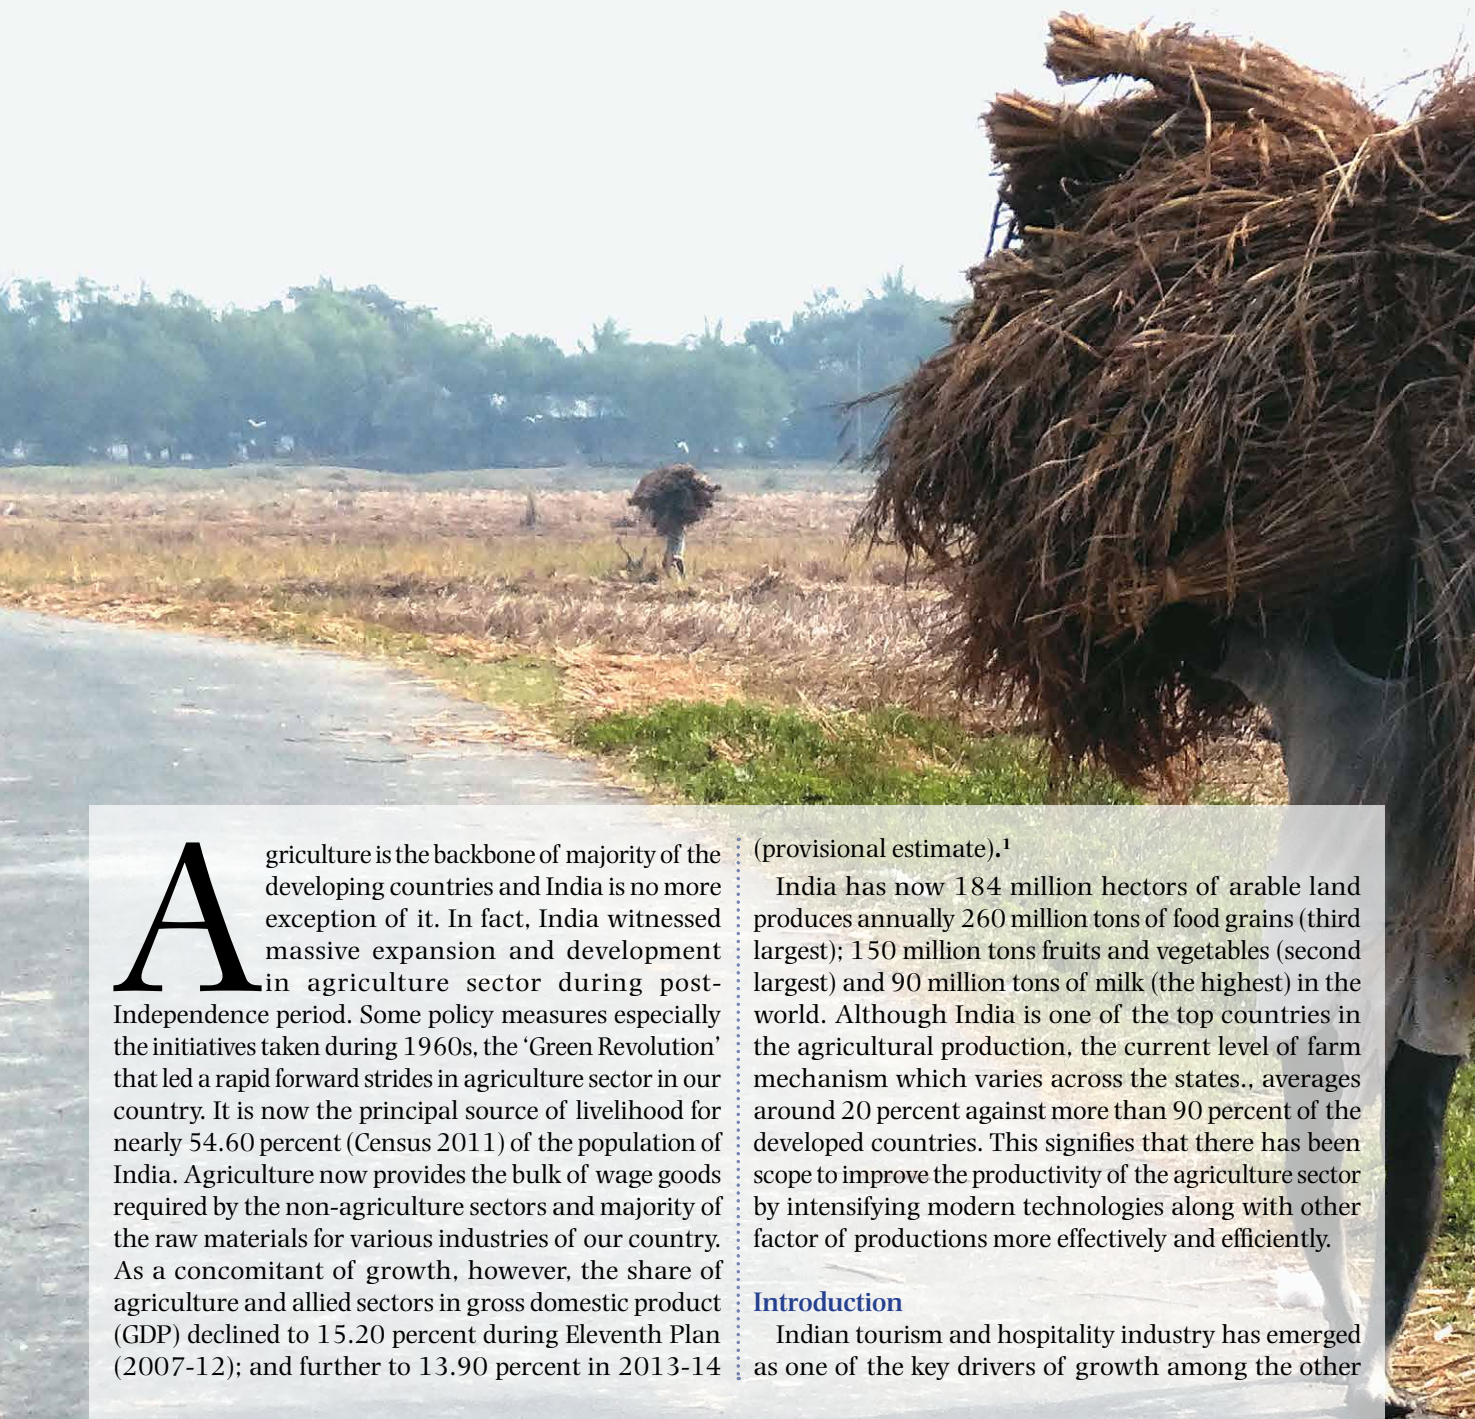 Agriculture is the backbone of majority of the
developing countries and India is no more
exception of it. In fact, India witnessed
massive expansion and development
in agriculture sector during post-
Independence period. Some policy measures especially
the initiatives taken during 1960s, the ‘Green Revolution’
that led a rapid forward strides in agriculture sector in our
country. It is now the principal source of livelihood for
nearly 54.60 percent (Census 2011) of the population of
India. Agriculture now provides the bulk of wage goods
required by the non-agriculture sectors and majority of
the raw materials for various industries of our country.
As a concomitant of growth, however, the share of
agriculture and allied sectors in gross domestic product
(GDP) declined to 15.20 percent during Eleventh Plan
(2007-12); and further to 13.90 percent in 2013-14
(provisional estimate).¹
India has now 184 million hectors of arable land
produces annually 260 million tons of food grains (third
largest); 150 million tons fruits and vegetables (second
largest) and 90 million tons of milk (the highest) in the
world. Although India is one of the top countries in
the agricultural production, the current level of farm
mechanism which varies across the states., averages
around 20 percent against more than 90 percent of the
developed countries. This signifies that there has been
scope to improve the productivity of the agriculture sector
by intensifying modern technologies along with other
factor of productions more effectively and efficiently.
Introduction
Indian tourism and hospitality industry has emerged
as one of the key drivers of growth among the other